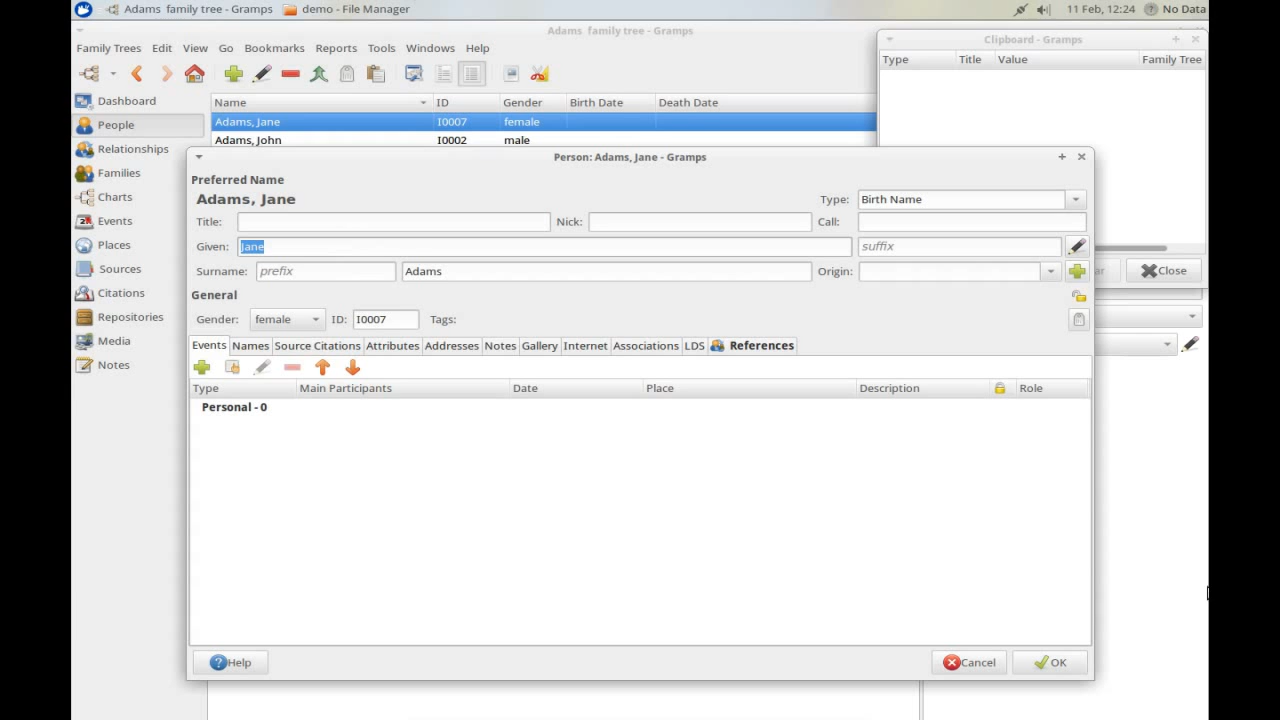 Adams family tree - Gramps demo - File Manager 11 Feb, 12:24 No Data
Adams family tree - Gramps
Family Trees Edit View Go Bookmarks Reports Tools Windows Help
Clipboard - Gramps
Type Title Value Family Tree
Dashboard
People
Relationships
Families
Charts
Events
Places
Sources
Citations
Repositories
Media
Notes
Name ID Gender Birth Date Death Date
Adams, Jane I0007 female
Adams, John I0002 male
Close
Person: Adams, Jane - Gramps
Preferred Name
Adams, Jane Type: Birth Name
Title: Nick: Call:
Given: Jane suffix
Surname: prefix Adams Origin:
General
Gender: female ID: I0007 Tags:
Events Names Source Citations Attributes Addresses Notes Gallery Internet Associations LDS References
Type Main Participants Date Place Description Role
Personal - 0
Help Cancel OK